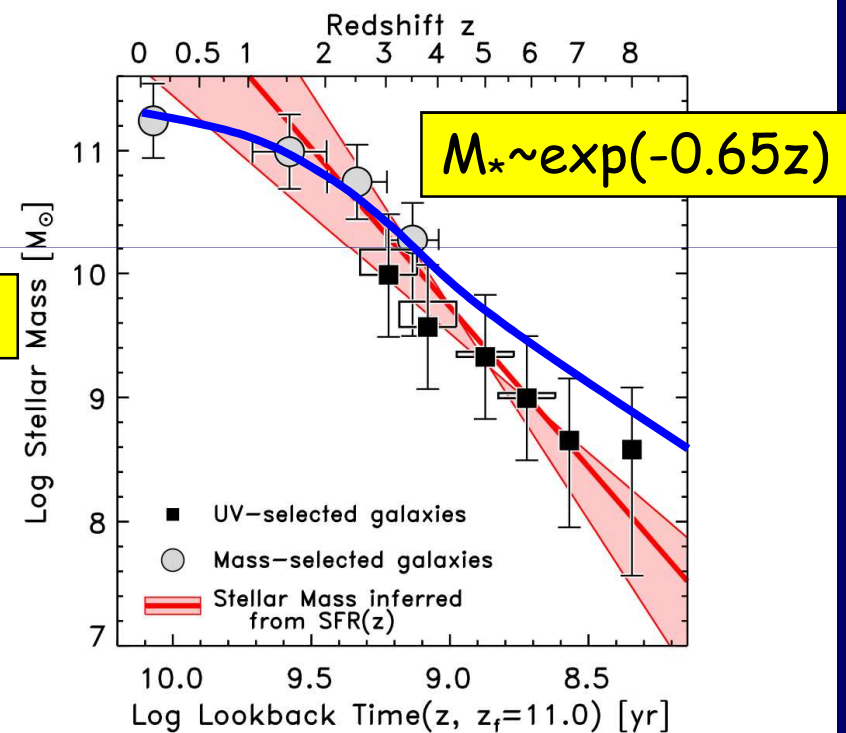 Redshift z
0 0.5 1 2 3 4 5 6 7 8
M*~exp(-0.65z)
Log Stellar Mass [M⊙]
11
10
9
8
7
UV-selected galaxies
Mass-selected galaxies
Stellar Mass inferred
from SFR(z)
10.0 9.5 9.0 8.5
Log Lookback Time(z, zf=11.0) [yr]